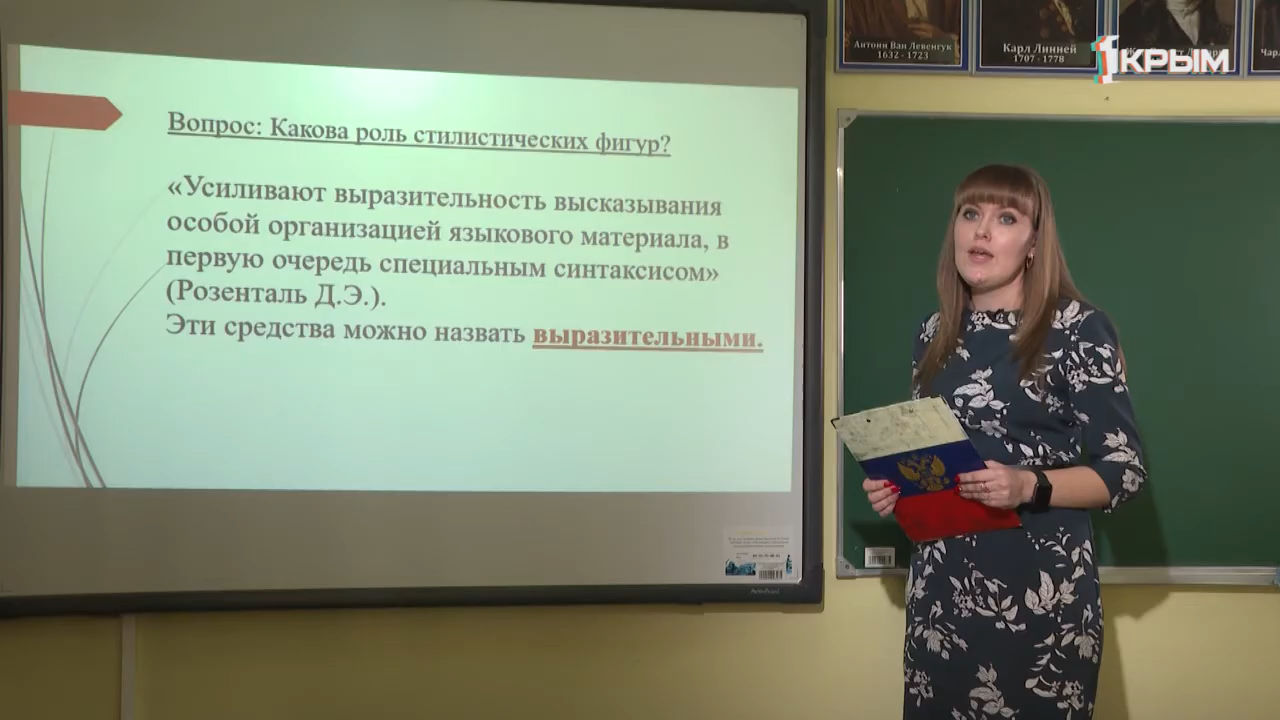 Вопрос: Какова роль стилистических фигур?
«Усиливают выразительность высказывания
особой организацией языкового материала, в
первую очередь специальным синтаксисом»
(Розенталь Д.Э.).
Эти средства можно назвать выразительными.
Антони Ван Левенгук
1632 - 1723
Карл Линней
1707 - 1778
1КРЫМ